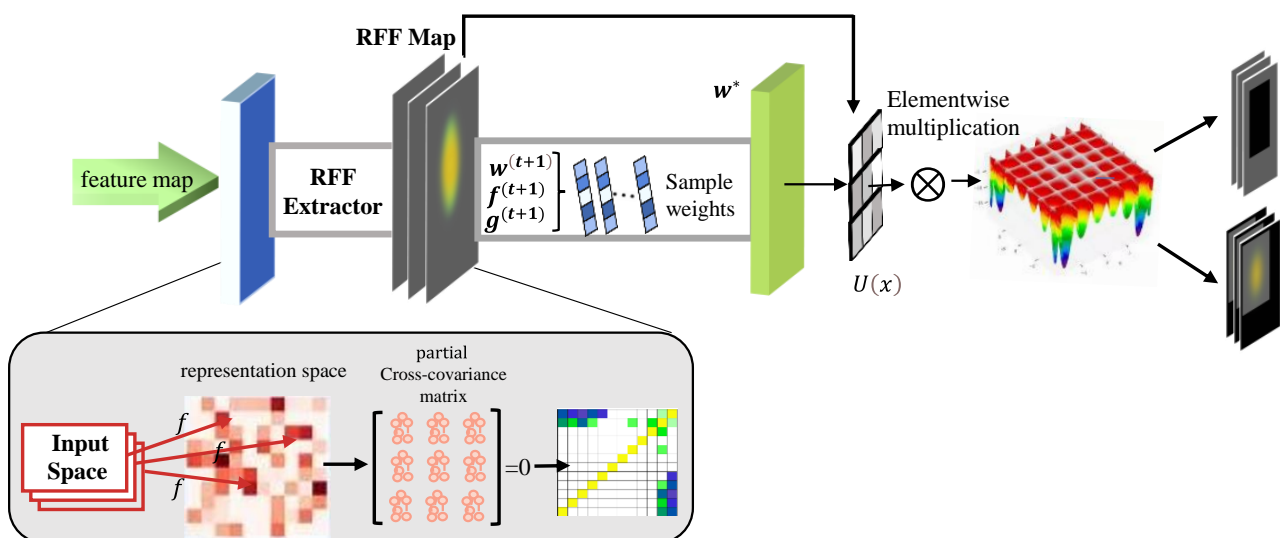 RFF Map
w*
Elementwise
multiplication
feature map
RFF
Extractor
w(t+1)
f(t+1)
g(t+1)
...
Sample
weights
U(x)
representation space
partial
Cross-covariance
matrix
Input
Space
f
f
f
=0